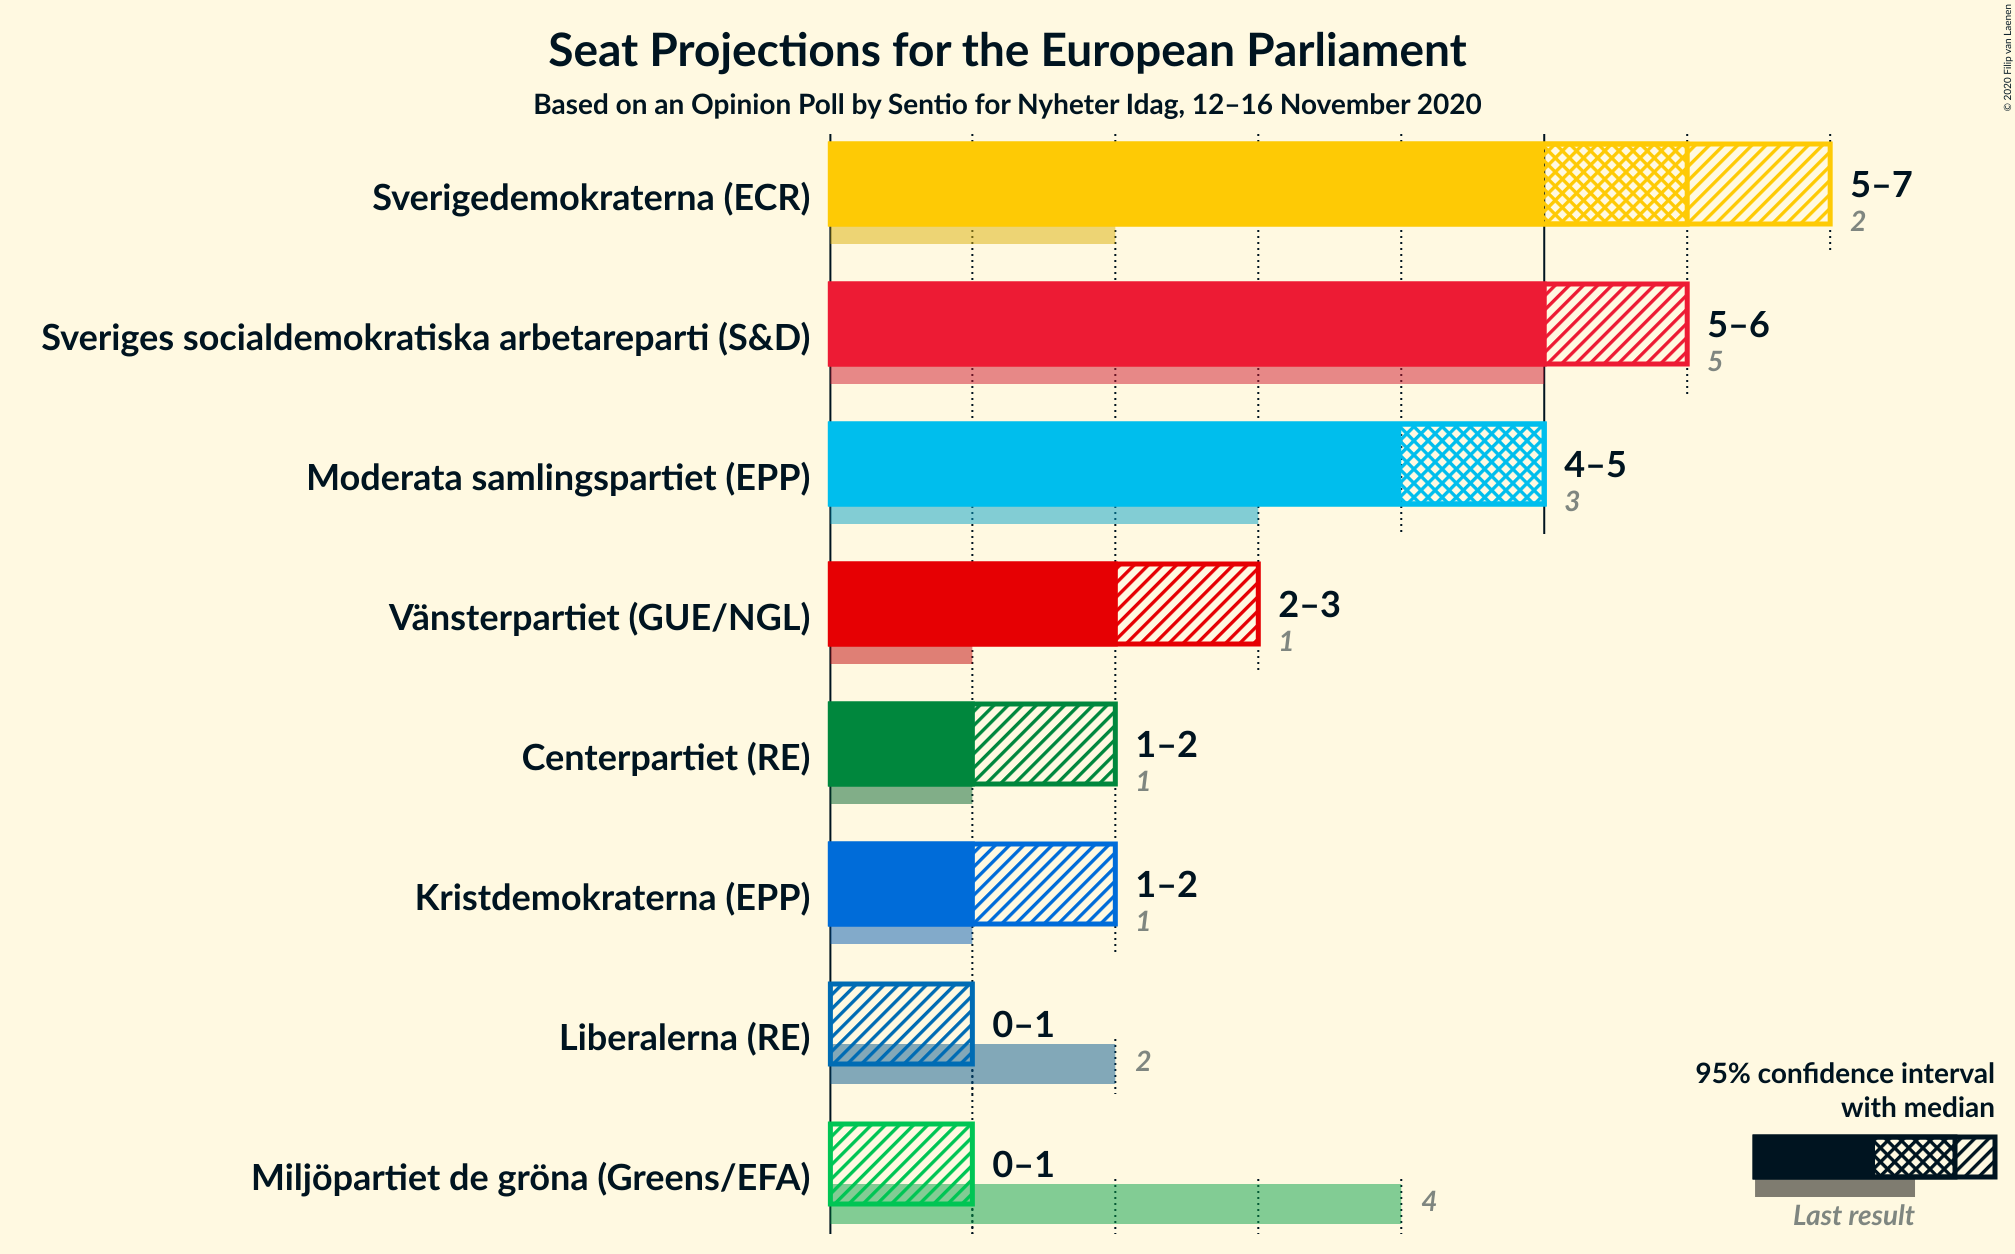 Seat Projections for the European Parliament
Based on an Opinion Poll by Sentio for Nyheter Idag, 12–16 November 2020
© 2020 Filip van Laenen
Sverigedemokraterna (ECR)
5–7
2
Sveriges socialdemokratiska arbetareparti (S&D)
5–6
5
Moderata samlingspartiet (EPP)
4–5
3
Vänsterpartiet (GUE/NGL)
2–3
1
Centerpartiet (RE)
1–2
1
Kristdemokraterna (EPP)
1–2
1
Liberalerna (RE)
0–1
2
Miljöpartiet de gröna (Greens/EFA)
0–1
4
95% confidence interval
with median
Last result